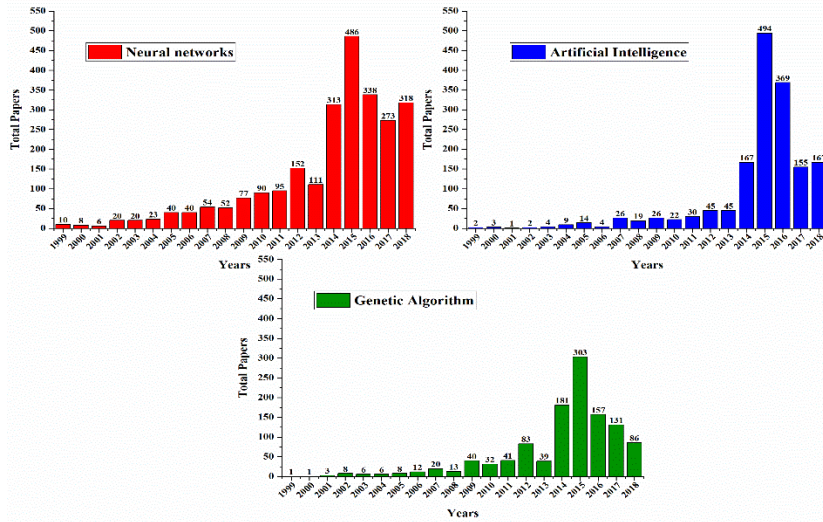 Neural networks
Total Papers
550
500
450
400
350
300
250
200
150
100
50
0
10 8 6 20 20 23 40 40 54 52 77 90 95 152 111 313 486 338 273 318
1999 2000 2001 2002 2003 2004 2005 2006 2007 2008 2009 2010 2011 2012 2013 2014 2015 2016 2017 2018
Years
Artificial Intelligence
Total Papers
550
500
450
400
350
300
250
200
150
100
50
0
2 3 1 2 4 9 14 4 26 19 26 22 30 45 45 167 494 369 155 167
1999 2000 2001 2002 2003 2004 2005 2006 2007 2008 2009 2010 2011 2012 2013 2014 2015 2016 2017 2018
Years
Genetic Algorithm
Total Papers
550
500
450
400
350
300
250
200
150
100
50
0
1 1 3 8 6 6 8 12 20 13 40 32 41 83 39 181 303 157 131 86
1999 2000 2001 2002 2003 2004 2005 2006 2007 2008 2009 2010 2011 2012 2013 2014 2015 2016 2017 2018
Years